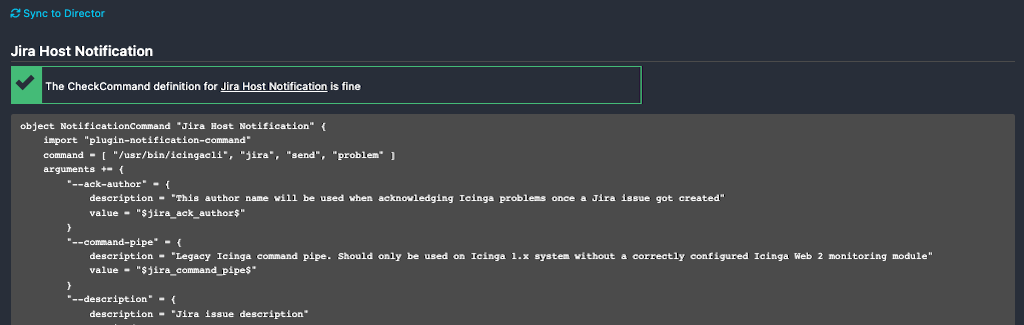 Sync to Director
Jira Host Notification
The CheckCommand definition for Jira Host Notification is fine
object NotificationCommand "Jira Host Notification" {
    import "plugin-notification-command"
    command = [ "/usr/bin/icingacli", "jira", "send", "problem" ]
    arguments += {
        "--ack-author" = {
            description = "This author name will be used when acknowledging Icinga problems once a Jira issue got created"
            value = "$jira_ack_author$"
        }
        "--command-pipe" = {
            description = "Legacy Icinga command pipe. Should only be used on Icinga 1.x system without a correctly configured Icinga Web 2 monitoring module"
            value = "$jira_command_pipe$"
        }
        "--description" = {
            description = "Jira issue description"